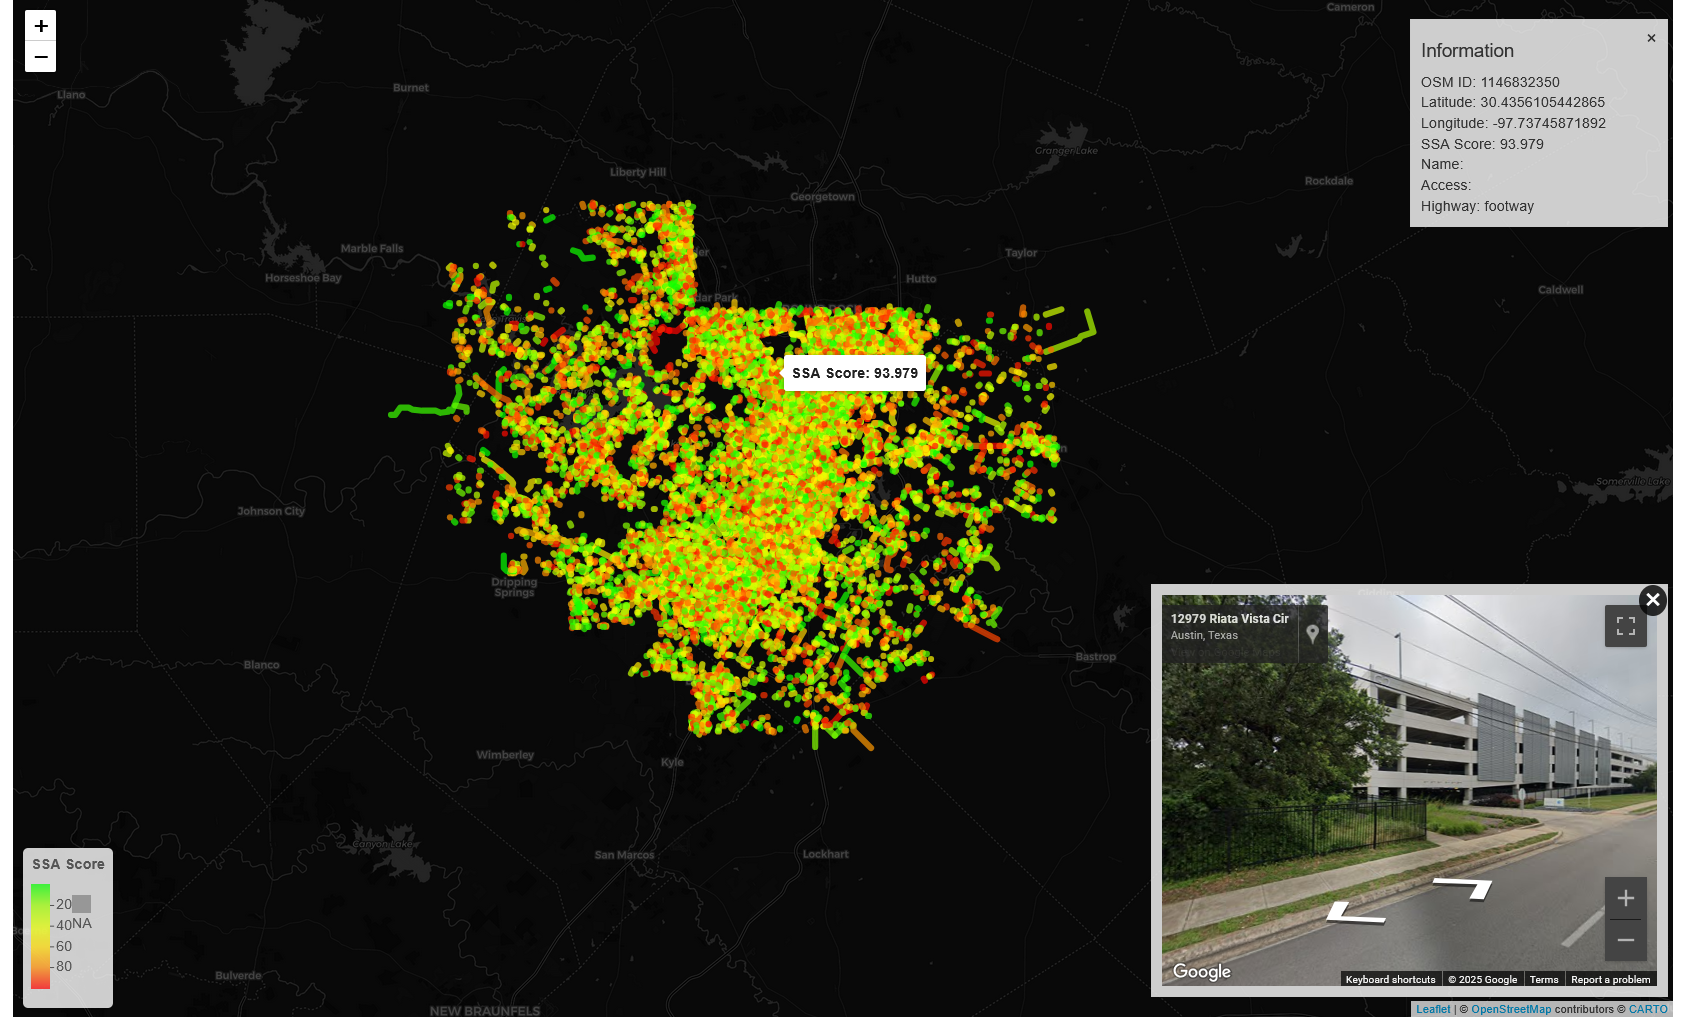 +
−
Cameron
Llano
Burnet
Granger Lake
Liberty Hill
Rockdale
Georgetown
Marble Falls
Taylor
Horseshoe Bay
Hutto
Caldwell
Information
×
OSM ID: 1146832350
Latitude: 30.4356105442865
Longitude: -97.73745871892
SSA Score: 93.979
Name:
Access:
Highway: footway
SSA Score: 93.979
Somerville Lake
Johnson City
Dripping
Springs
Blanco
Bastrop
Wimberley
Kyle
Canyon Lake
San Marcos
Lockhart
Bulverde
NEW BRAUNFELS
SSA Score
20
NA
40
60
80
12979 Riata Vista Cir
Austin, Texas
View on Google Maps
+
−
Google
Keyboard shortcuts
© 2025 Google
Terms
Report a problem
Leaflet | © OpenStreetMap contributors © CARTO